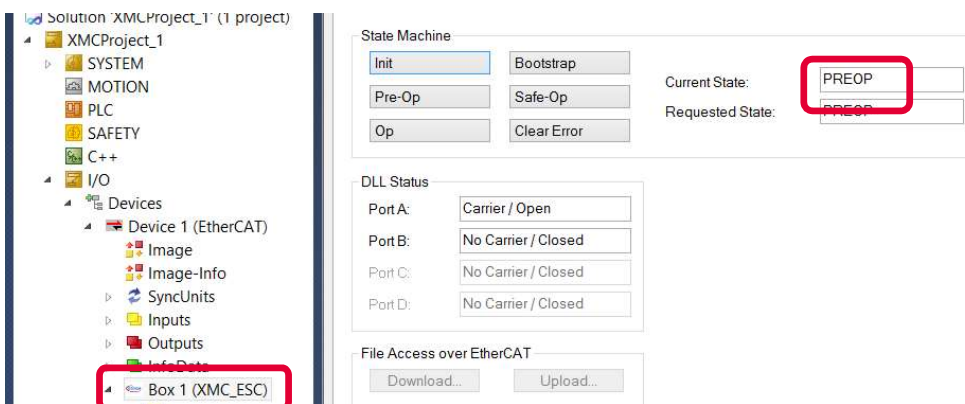 Solution 'XMCProject_1' (1 project)
XMCProject_1
SYSTEM
MOTION
PLC
SAFETY
C++
I/O
Devices
Device 1 (EtherCAT)
Image
Image-Info
SyncUnits
Inputs
Outputs
InfoData
Box 1 (XMC_ESC)
State Machine
Init
Bootstrap
Pre-Op
Safe-Op
Op
Clear Error
Current State:
PREOP
Requested State:
PREOP
DLL Status
Port A:
Carrier / Open
Port B:
No Carrier / Closed
Port C:
No Carrier / Closed
Port D:
No Carrier / Closed
File Access over EtherCAT
Download...
Upload...